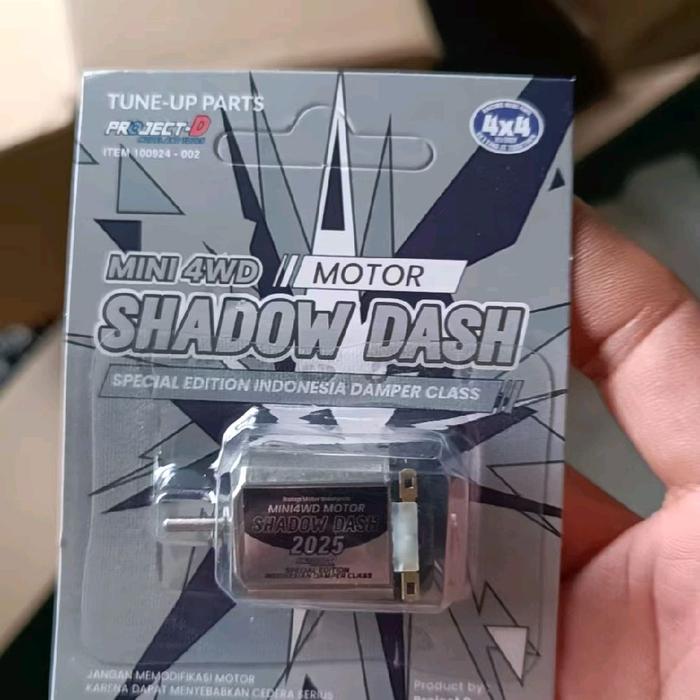 TUNE-UP PARTS
PROJECT-D
ITEM 100924 - 002
4x4
MINI 4WD MOTOR
SHADOW DASH
SPECIAL EDITION INDONESIA DAMPER CLASS
MINI4WD MOTOR
SHADOW DASH
2025
SPECIAL EDITION
INDONESIAN DAMPER CLASS
JANGAN MEMODIFIKASI MOTOR
KARENA DAPAT MENYEBABKAN CEDERA SERIUS
Product by